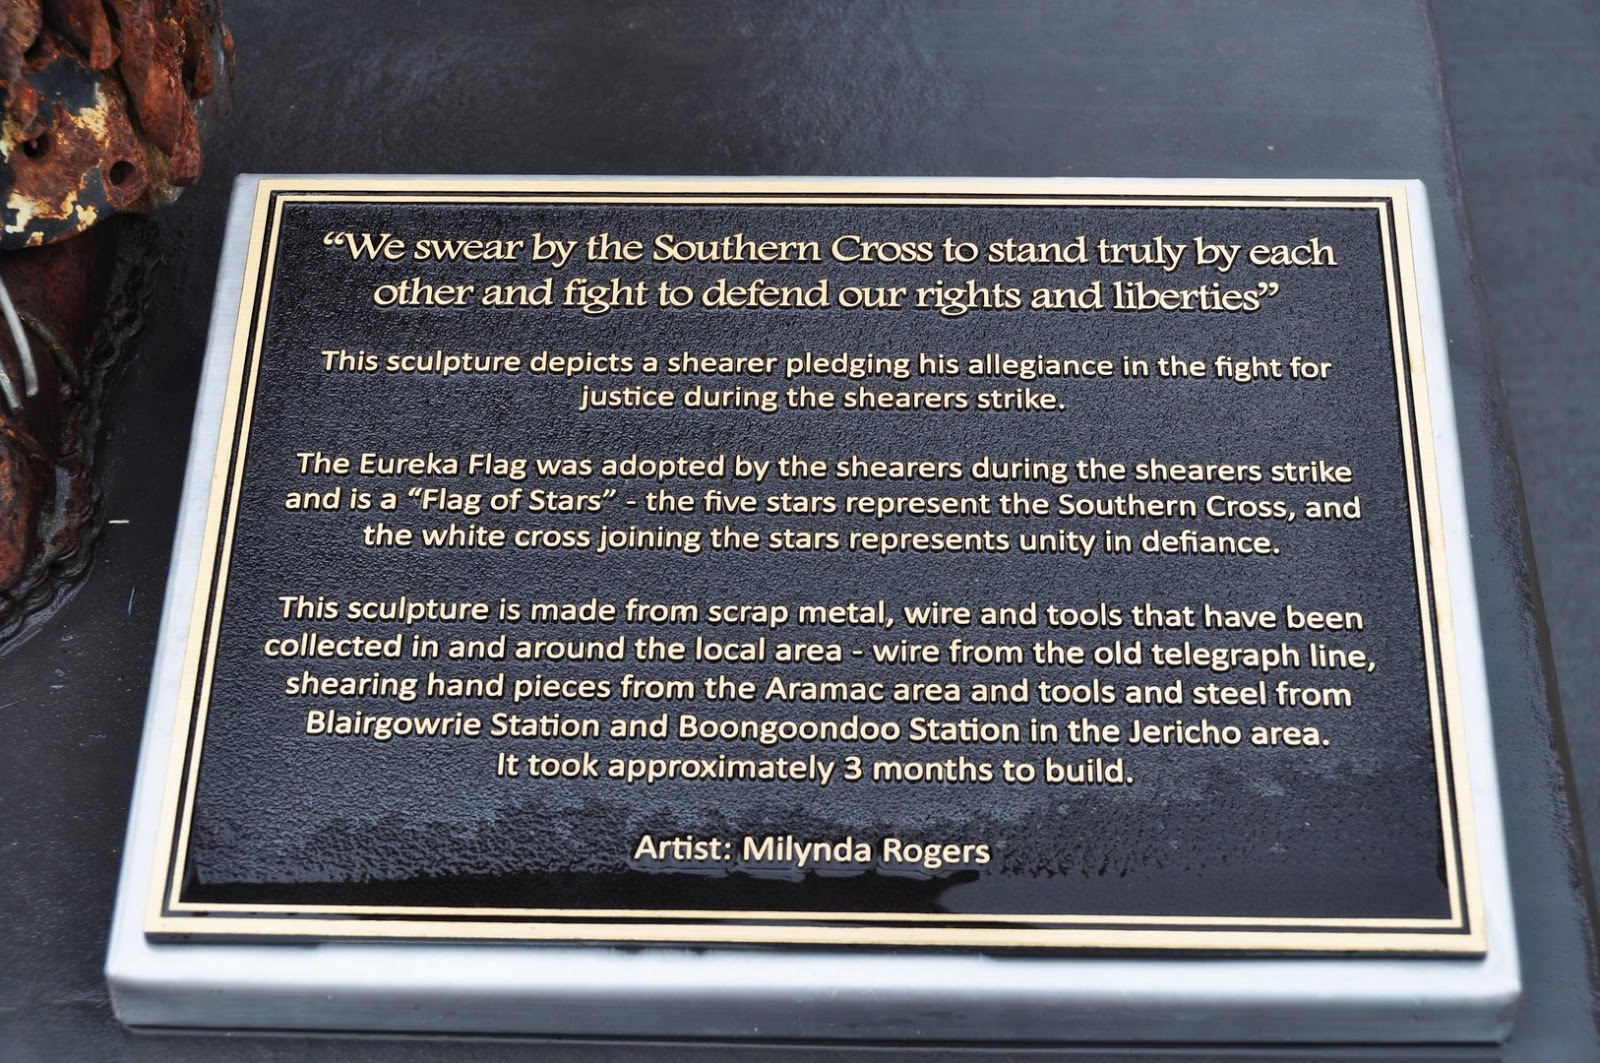 “We swear by the Southern Cross to stand truly by each
other and fight to defend our rights and liberties”
This sculpture depicts a shearer pledging his allegiance in the fight for
justice during the shearers strike.
The Eureka Flag was adopted by the shearers during the shearers strike
and is a “Flag of Stars” - the five stars represent the Southern Cross, and
the white cross joining the stars represents unity in defiance.
This sculpture is made from scrap metal, wire and tools that have been
collected in and around the local area - wire from the old telegraph line,
shearing hand pieces from the Aramac area and tools and steel from
Blairgowrie Station and Boongoondoo Station in the Jericho area.
It took approximately 3 months to build.
Artist: Milynda Rogers